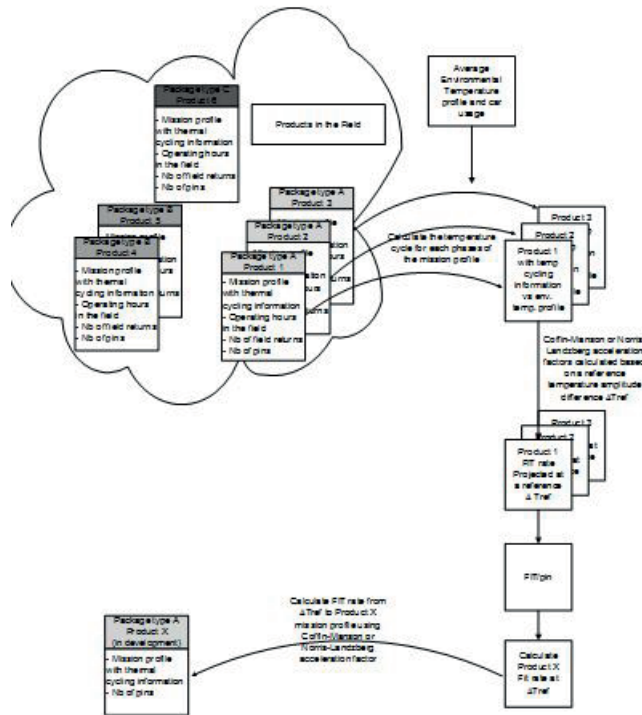 Package type C
Product 6
- Mission profile
with thermal
cycling information
- Operating hours
in the field
- Nb of field returns
- Nb of pins
Products in the Field
Average
Environmental
Temperature
profile and car
usage
Package type B
Product 5
Package type B
Product 4
- Mission profile
with thermal
cycling information
- Operating hours
in the field
- Nb of field returns
- Nb of pins
Package type A
Product 3
Package type A
Product 2
Package type A
Product 1
- Mission profile
with thermal
cycling information
- Operating hours
in the field
- Nb of field returns
- Nb of pins
Calculate the temperature
cycle for each phases of
the mission profile
Product 3
Product 2
Product 1
with temp
cycling
information
vs env.
temp. profile
Coffin-Manson or Norris-
Landzberg acceleration
factors calculated based
on a reference
temperature amplitude
difference ΔTref
Product 3
Product 2
Product 1
FIT rate
Projected at
a reference
ΔTref
FIT/pin
Calculate
Product X
Fit rate at
ΔTref
Calculate FIT rate from
ΔTref to Product X
mission profile using
Coffin-Manson or
Norris-Landzberg
acceleration factor
Package type A
Product X
(in development)
- Mission profile
with thermal
cycling information
- Nb of pins